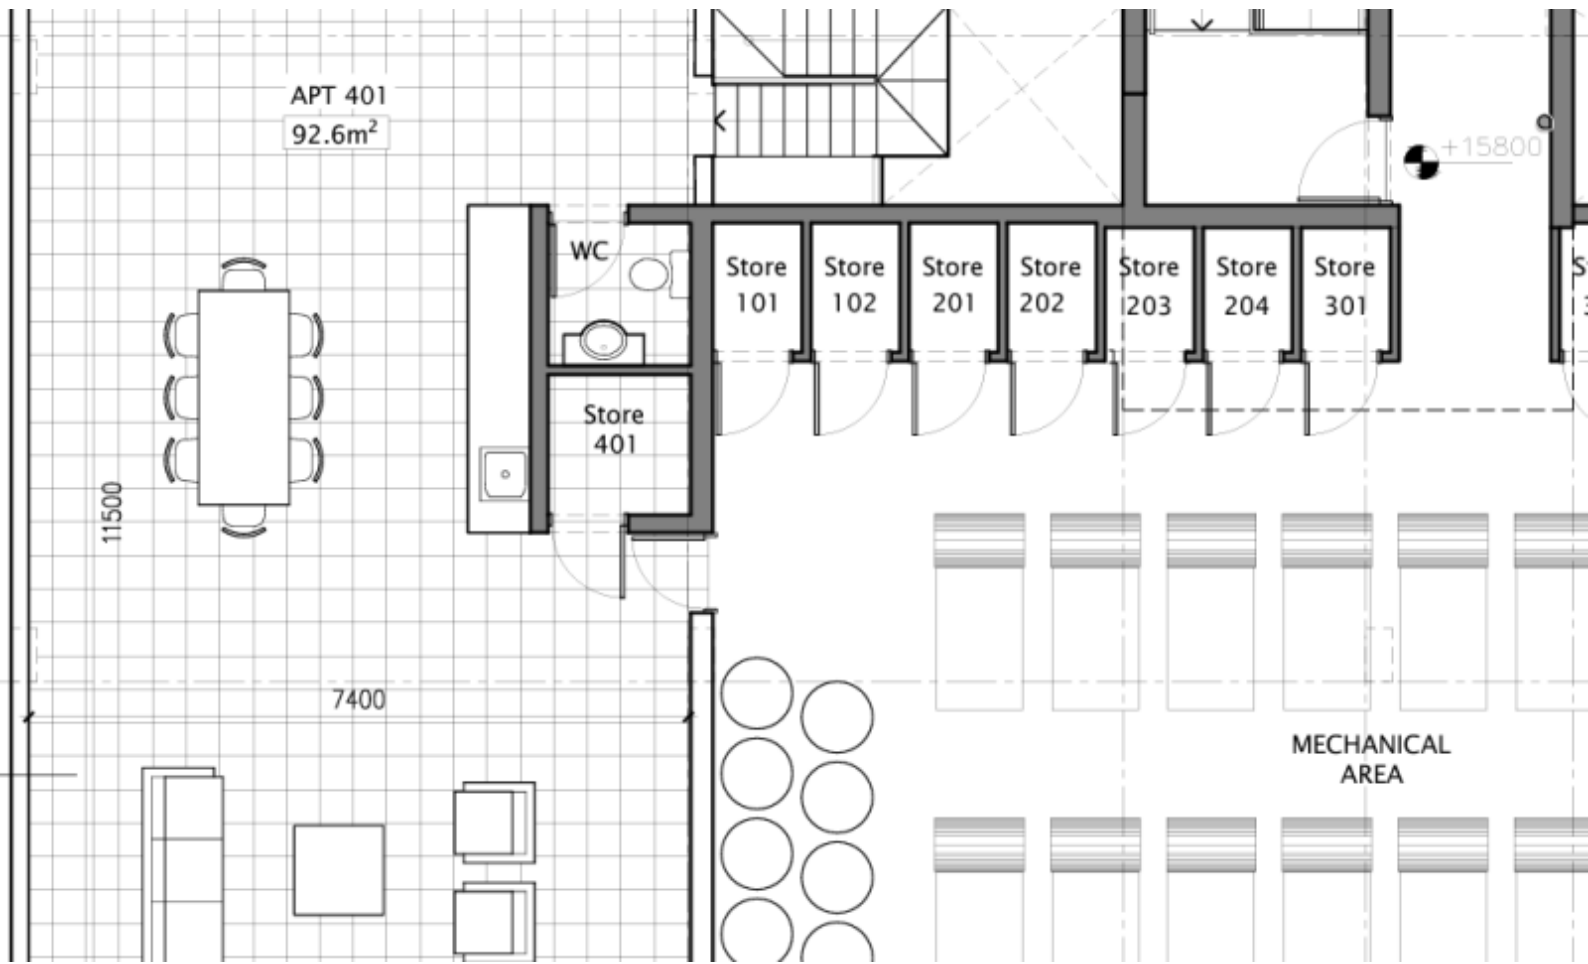 APT 401
92.6m²
+15800
WC
Store
101
Store
102
Store
201
Store
202
Store
203
Store
204
Store
301
Store
401
11500
7400
MECHANICAL
AREA